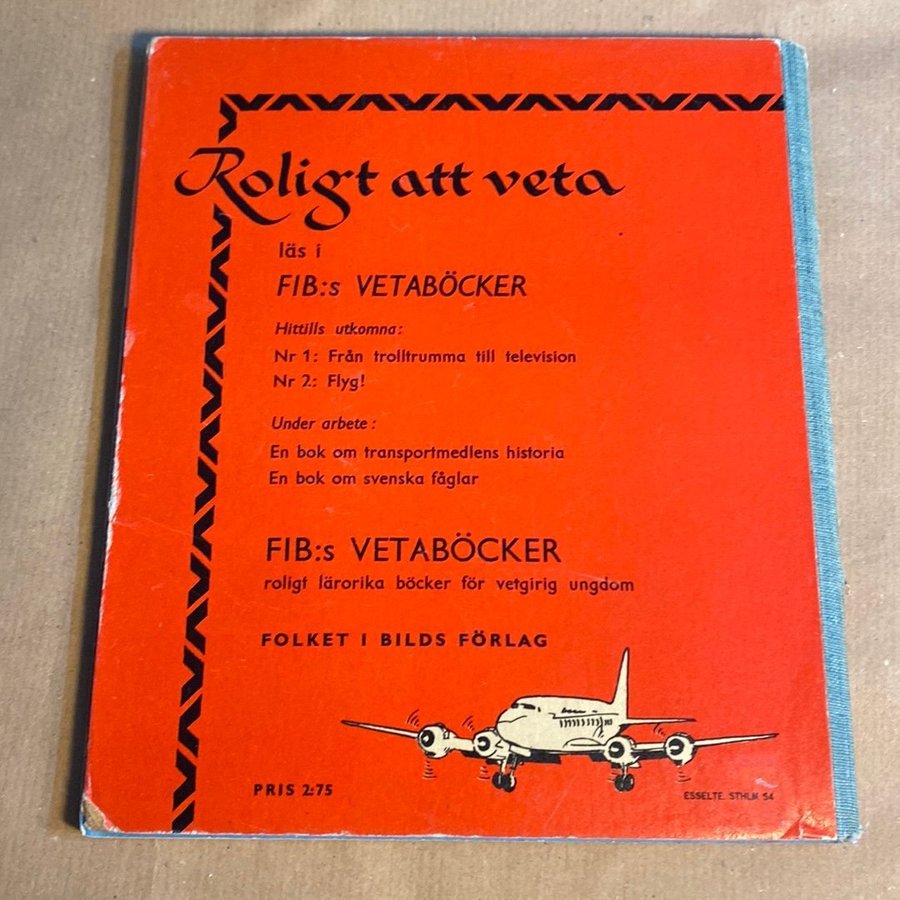 Roligt att veta
läs i
FIB:s VETABÖCKER
Hittills utkomna:
Nr 1: Från trolltrumma till television
Nr 2: Flyg!
Under arbete:
En bok om transportmedlens historia
En bok om svenska fåglar
FIB:s VETABÖCKER
roligt lärorika böcker för vetgirig ungdom
FOLKET I BILDS FÖRLAG
PRIS 2:75
ESSELTE. STHLM 54